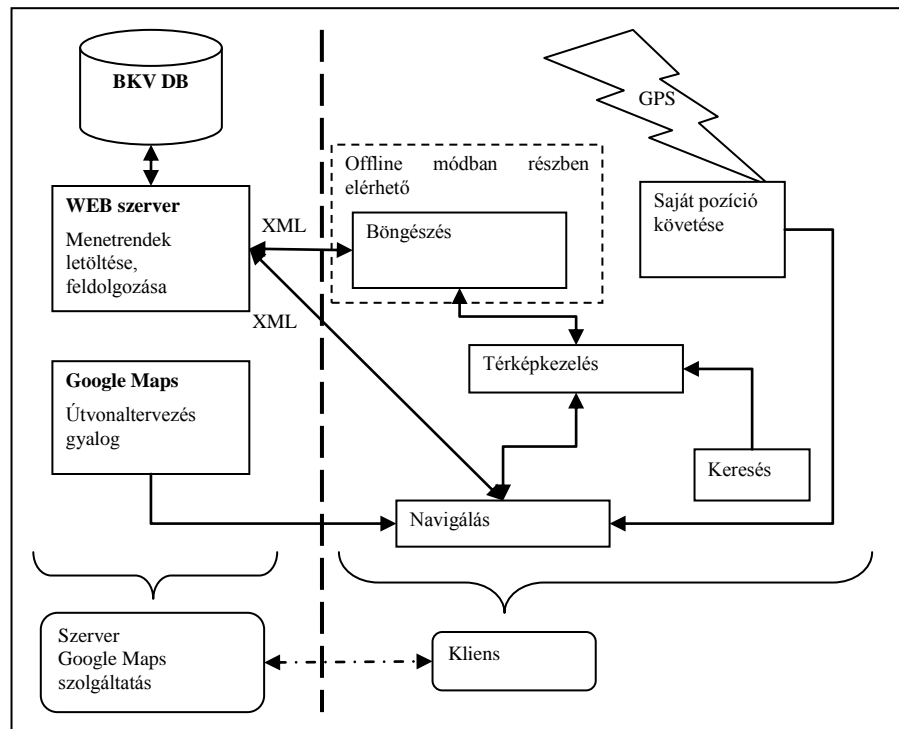 BKV DB
GPS
Offline módban részben
elérhető
WEB szerver
Menetrendek
letöltése,
feldolgozása
XML
Böngészés
Saját pozíció
követése
XML
Térképkezelés
Google Maps
Útvonaltervezés
gyalog
Keresés
Navigálás
Szerver
Google Maps
szolgáltatás
Kliens